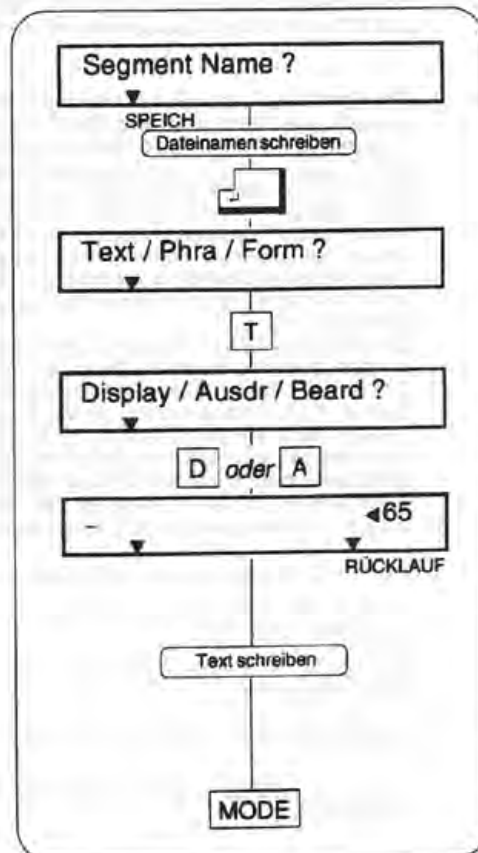 Segment Name ?
SPEICH
Dateinamen schreiben
Text / Phra / Form ?
T
Display / Ausdr / Beard ?
D oder A
_ ◄65
RÜCKLAUF
Text schreiben
MODE